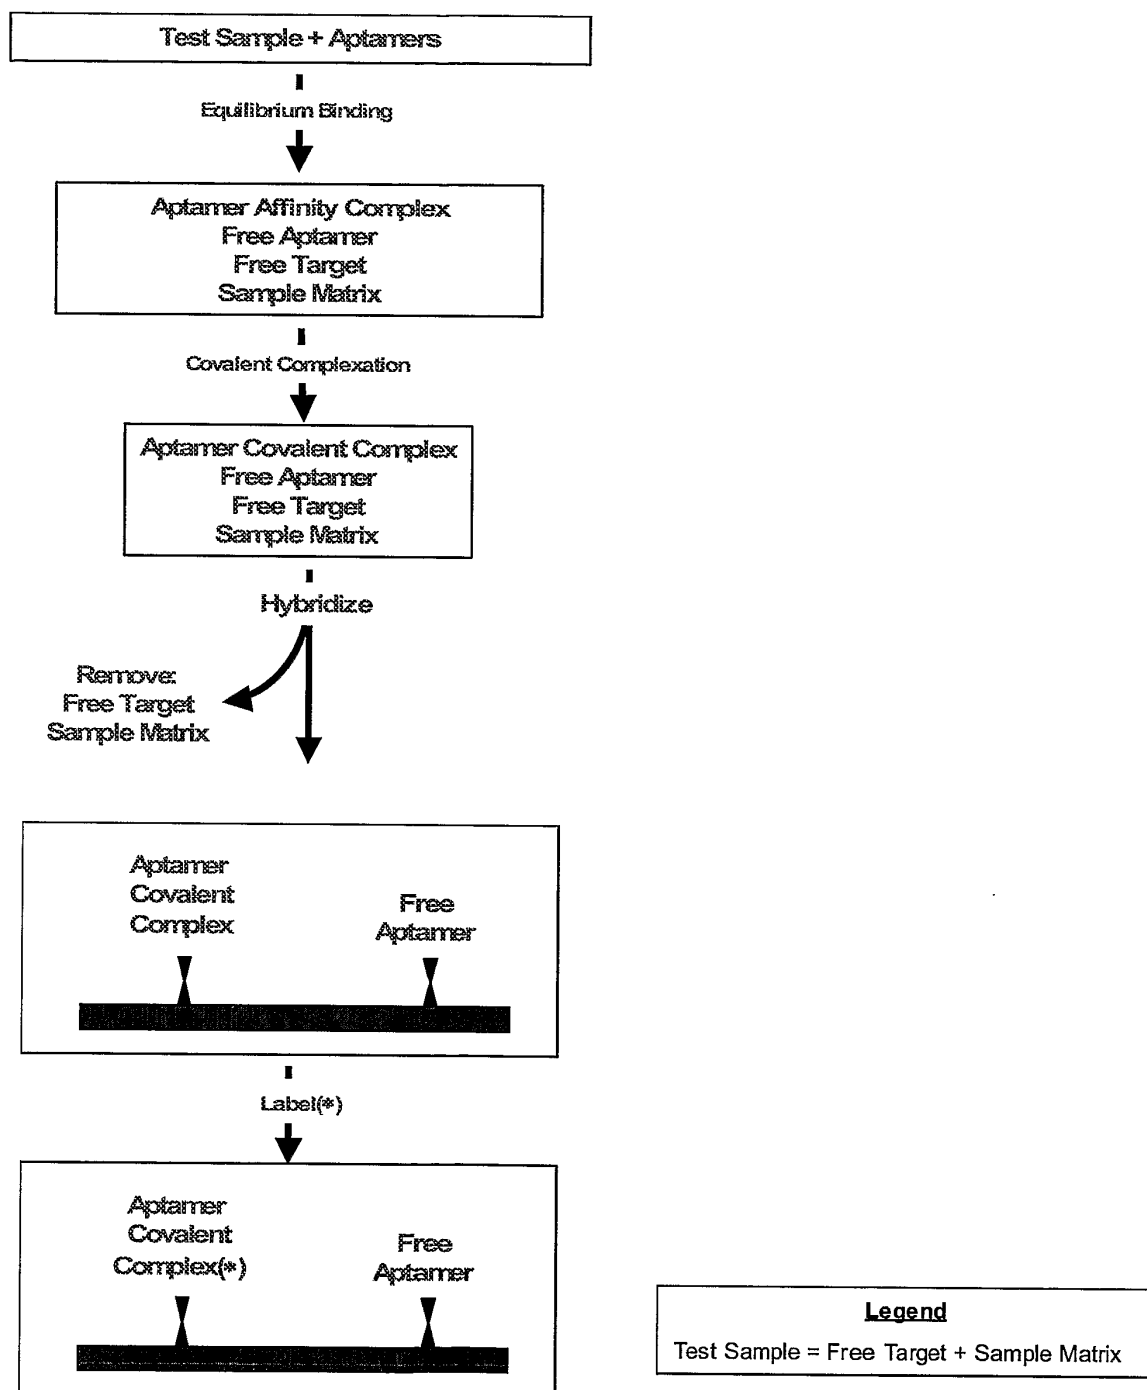 Test Sample + Aptamers
Equilibrium Binding
Aptamer Affinity Complex
Free Aptamer
Free Target
Sample Matrix
Covalent Complexation
Aptamer Covalent Complex
Free Aptamer
Free Target
Sample Matrix
Hybridize
Remove:
Free Target
Sample Matrix
Aptamer
Covalent
Complex
Free
Aptamer
Label(*)
Aptamer
Covalent
Complex(*)
Free
Aptamer
Legend
Test Sample = Free Target + Sample Matrix